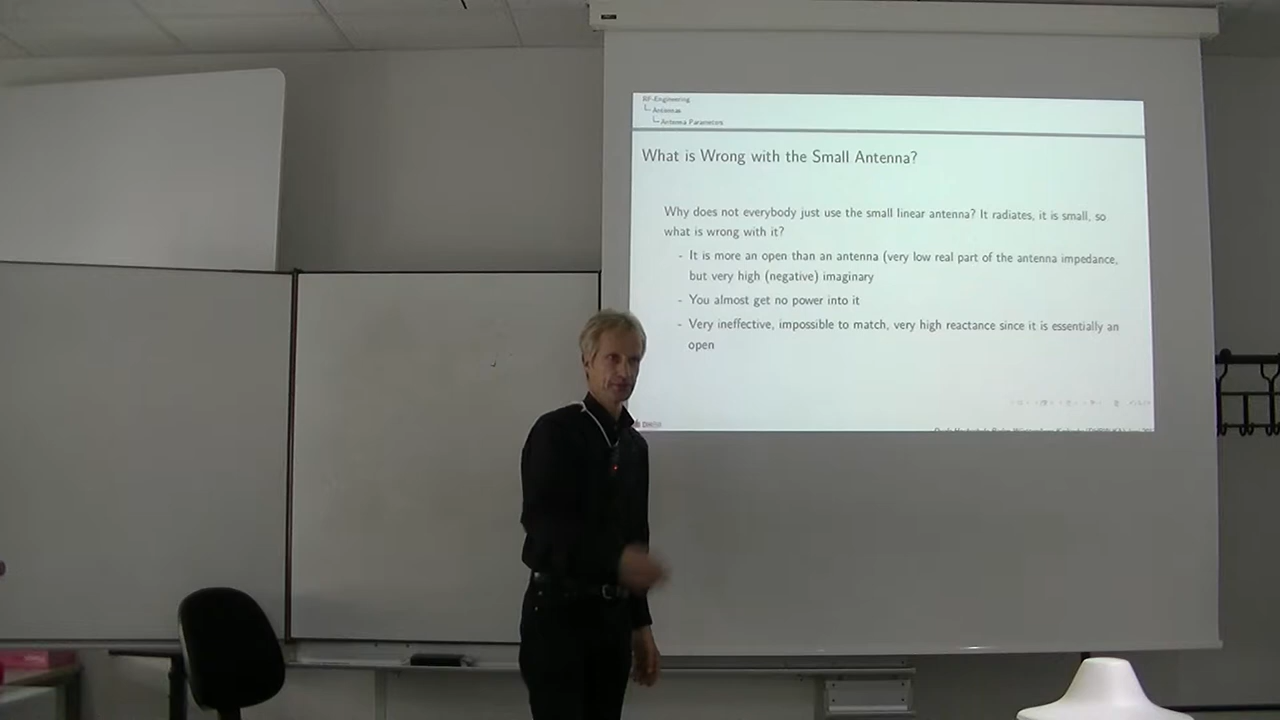 RF-Engineering
Antennas
Antenna Parameters
What is Wrong with the Small Antenna?
Why does not everybody just use the small linear antenna? It radiates, it is small, so
what is wrong with it?
- It is more an open than an antenna (very low real part of the antenna impedance,
but very high (negative) imaginary
- You almost get no power into it
- Very ineffective, impossible to match, very high reactance since it is essentially an
open